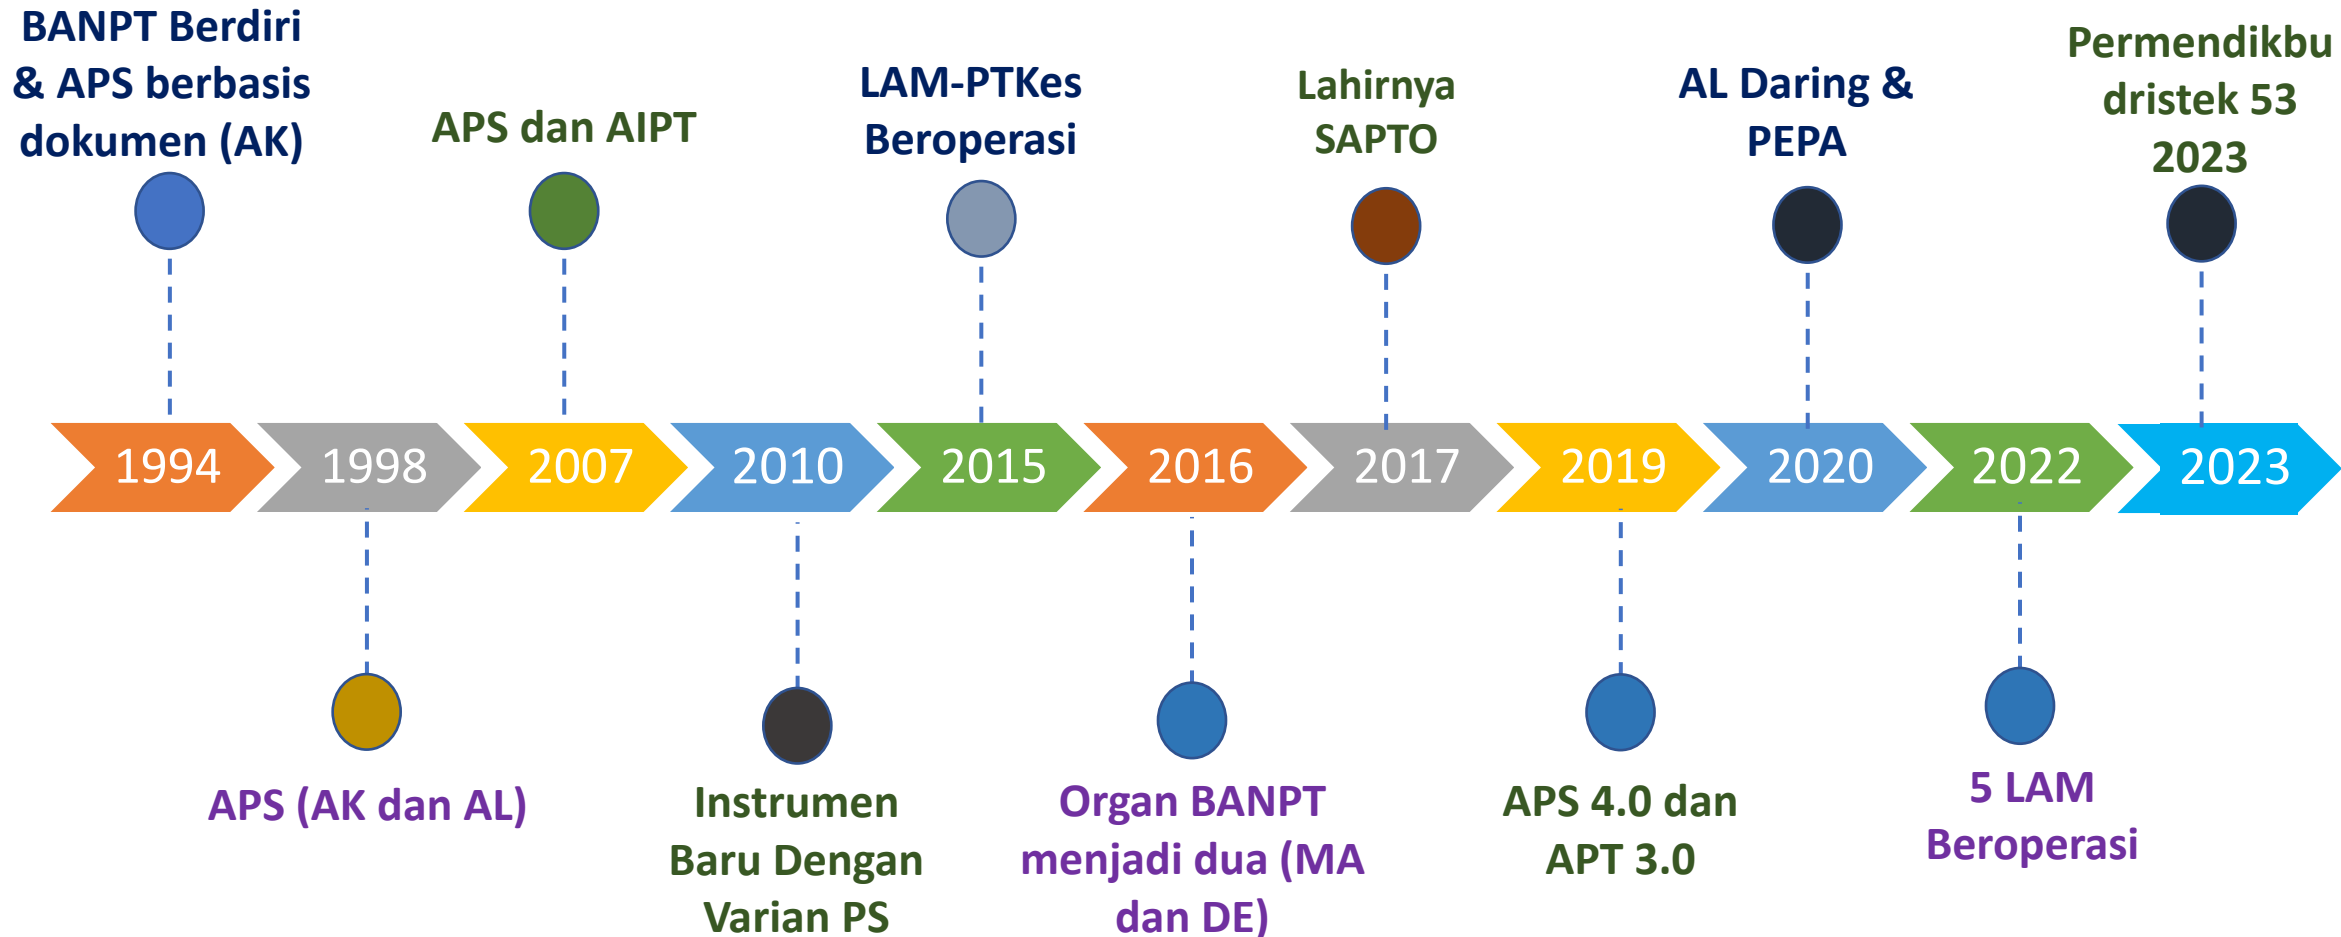 BANPT Berdiri
& APS berbasis
dokumen (AK)
APS dan AIPT
LAM-PTKes
Beroperasi
Lahirnya
SAPTO
AL Daring &
PEPA
Permendikbu
dristek 53
2023
1994
1998
2007
2010
2015
2016
2017
2019
2020
2022
2023
APS (AK dan AL)
Instrumen
Baru Dengan
Varian PS
Organ BANPT
menjadi dua (MA
dan DE)
APS 4.0 dan
APT 3.0
5 LAM
Beroperasi